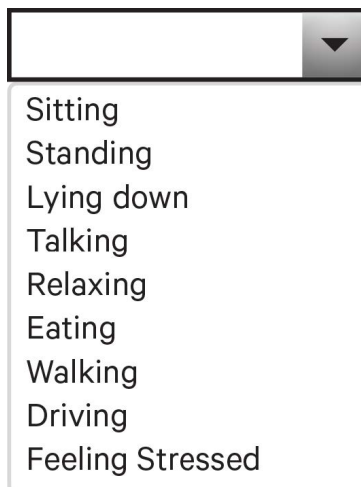 Sitting
Standing
Lying down
Talking
Relaxing
Eating
Walking
Driving
Feeling Stressed